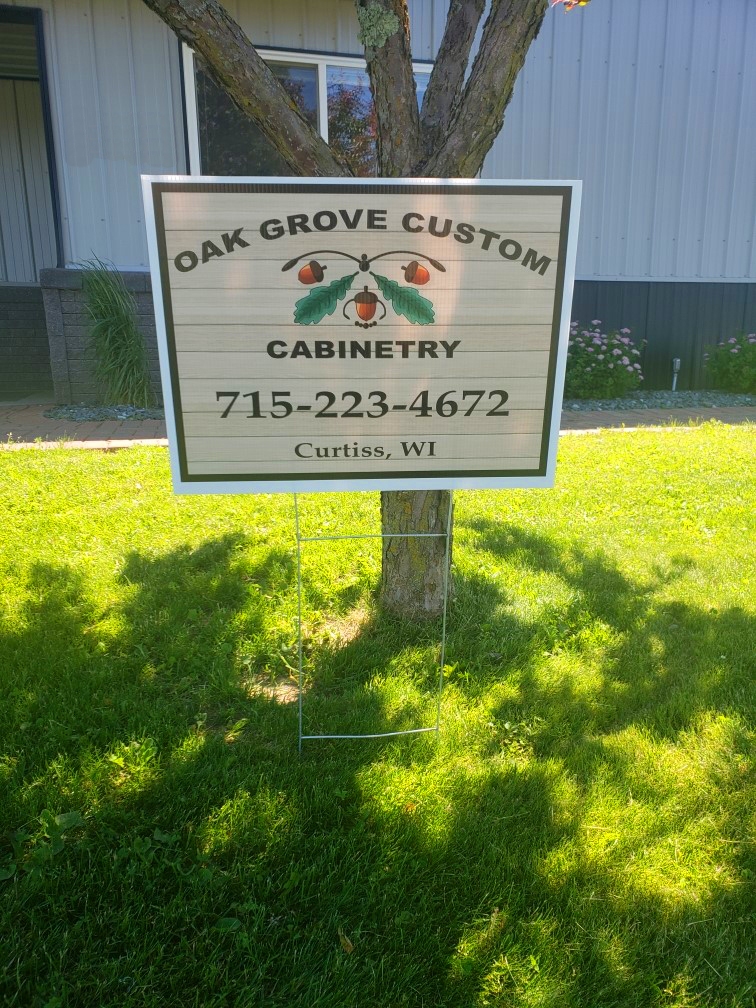 OAK GROVE CUSTOM
CABINETRY
715-223-4672
Curtiss, WI